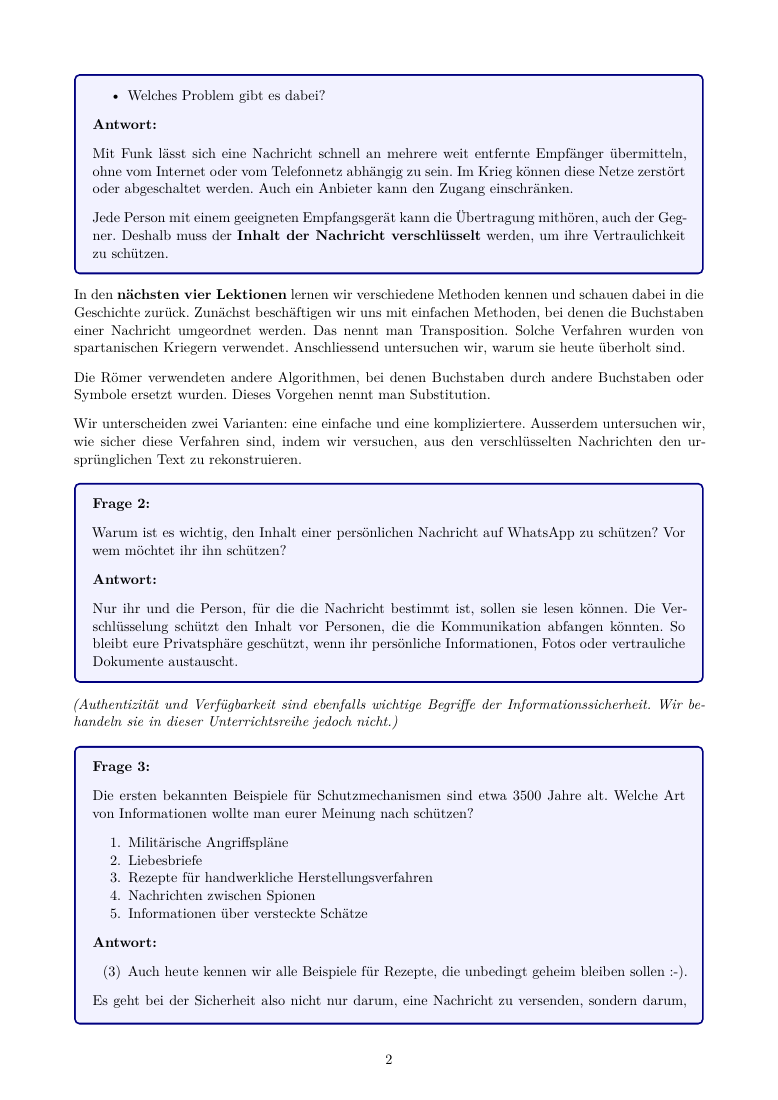 • Welches Problem gibt es dabei?
Antwort:
Mit Funk lässt sich eine Nachricht schnell an mehrere weit entfernte Empfänger übermitteln,
ohne vom Internet oder vom Telefonnetz abhängig zu sein. Im Krieg können diese Netze zerstört
oder abgeschaltet werden. Auch ein Anbieter kann den Zugang einschränken.
Jede Person mit einem geeigneten Empfangsgerät kann die Übertragung mithören, auch der Geg-
ner. Deshalb muss der Inhalt der Nachricht verschlüsselt werden, um ihre Vertraulichkeit
zu schützen.
In den nächsten vier Lektionen lernen wir verschiedene Methoden kennen und schauen dabei in die
Geschichte zurück. Zunächst beschäftigen wir uns mit einfachen Methoden, bei denen die Buchstaben
einer Nachricht umgeordnet werden. Das nennt man Transposition. Solche Verfahren wurden von
spartanischen Kriegern verwendet. Anschliessend untersuchen wir, warum sie heute überholt sind.
Die Römer verwendeten andere Algorithmen, bei denen Buchstaben durch andere Buchstaben oder
Symbole ersetzt wurden. Dieses Vorgehen nennt man Substitution.
Wir unterscheiden zwei Varianten: eine einfache und eine kompliziertere. Ausserdem untersuchen wir,
wie sicher diese Verfahren sind, indem wir versuchen, aus den verschlüsselten Nachrichten den ur-
sprünglichen Text zu rekonstruieren.
Frage 2:
Warum ist es wichtig, den Inhalt einer persönlichen Nachricht auf WhatsApp zu schützen? Vor
wem möchtet ihr ihn schützen?
Antwort:
Nur ihr und die Person, für die die Nachricht bestimmt ist, sollen sie lesen können. Die Ver-
schlüsselung schützt den Inhalt vor Personen, die die Kommunikation abfangen könnten. So
bleibt eure Privatsphäre geschützt, wenn ihr persönliche Informationen, Fotos oder vertrauliche
Dokumente austauscht.
(Authentizität und Verfügbarkeit sind ebenfalls wichtige Begriffe der Informationssicherheit. Wir be-
handeln sie in dieser Unterrichtsreihe jedoch nicht.)
Frage 3:
Die ersten bekannten Beispiele für Schutzmechanismen sind etwa 3500 Jahre alt. Welche Art
von Informationen wollte man eurer Meinung nach schützen?
1. Militärische Angriffspläne
2. Liebesbriefe
3. Rezepte für handwerkliche Herstellungsverfahren
4. Nachrichten zwischen Spionen
5. Informationen über versteckte Schätze
Antwort:
(3) Auch heute kennen wir alle Beispiele für Rezepte, die unbedingt geheim bleiben sollen :-).
Es geht bei der Sicherheit also nicht nur darum, eine Nachricht zu versenden, sondern darum,
2